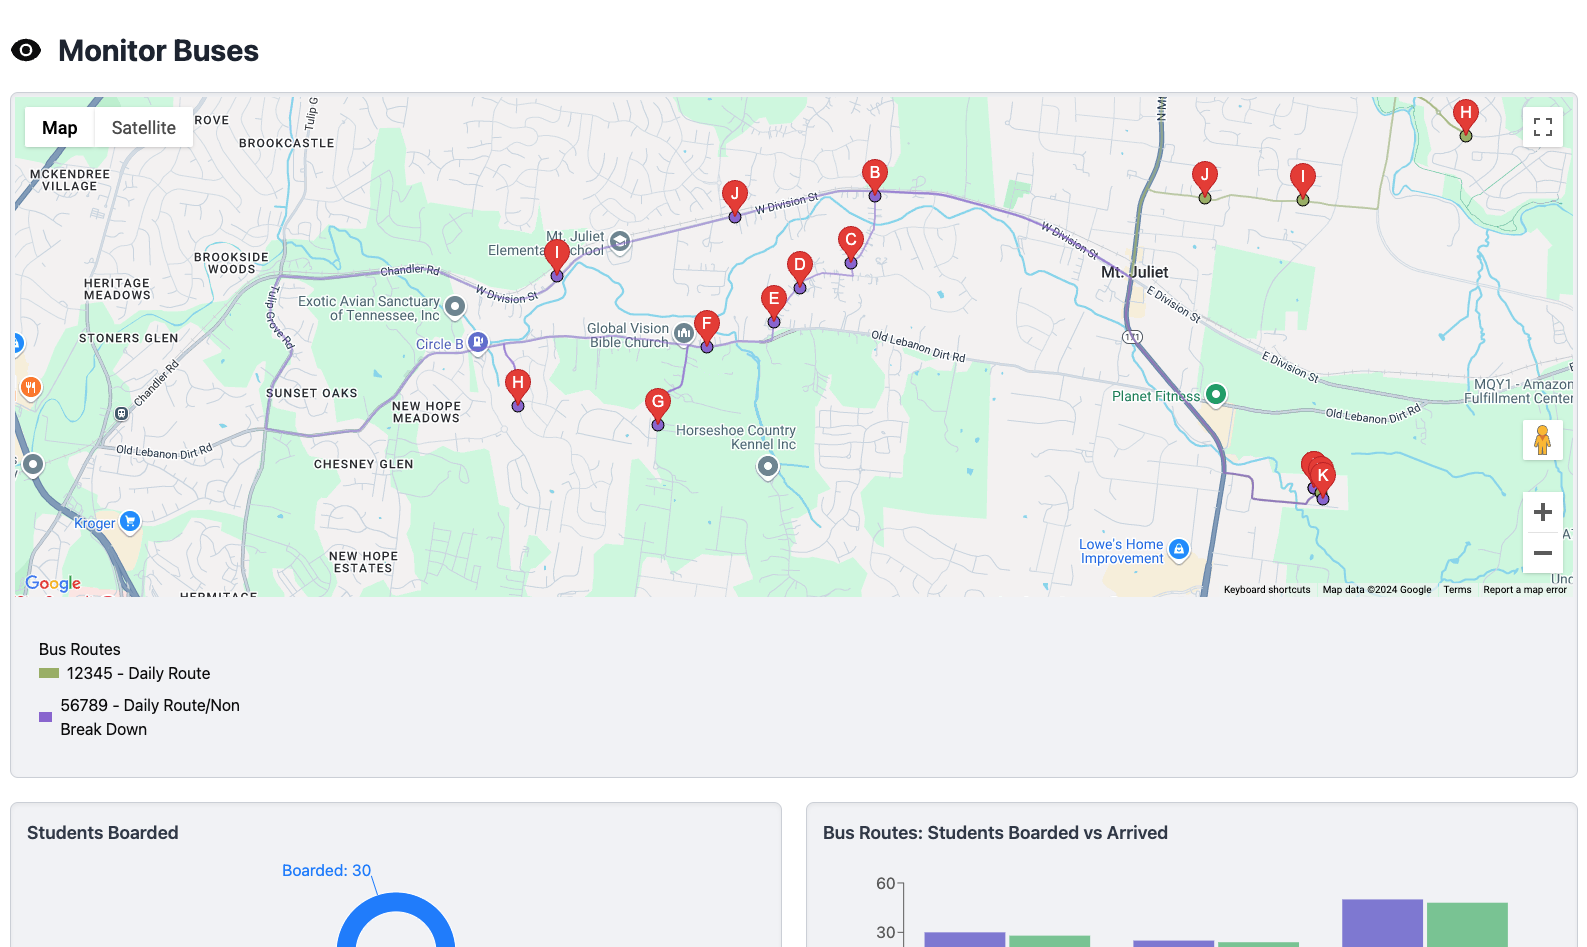 Monitor Buses
Map
Satellite
ROVE
BROOKCASTLE
Tulip G
N Mt
H
MCKENDREE
VILLAGE
B
J
J
I
W Division St
W Division St
Mt. Juliet
Elementa
chool
I
C
BROOKSIDE
WOODS
D
Chandler Rd
Mt. Juliet
HERITAGE
MEADOWS
W Division St
E Division St
Exotic Avian Sanctuary
of Tennessee, Inc
E
Tulip Grove Rd
Global Vision
Bible Church
F
STONERS GLEN
Circle B
Old Lebanon Dirt Rd
171
E Division St
Chandler Rd
SUNSET OAKS
H
NEW HOPE
MEADOWS
G
Planet Fitness
MQY1 - Amazon
Fulfillment Center
Old Lebanon Dirt Rd
Horseshoe Country
Kennel Inc
Old Lebanon Dirt Rd
CHESNEY GLEN
K
Kroger
NEW HOPE
ESTATES
Lowe's Home
Improvement
Google
HERMITAGE
Keyboard shortcuts
Map data ©2024 Google
Terms
Report a map error
Bus Routes
12345 - Daily Route
56789 - Daily Route/Non
Break Down
Students Boarded
Boarded: 30
Bus Routes: Students Boarded vs Arrived
60
30